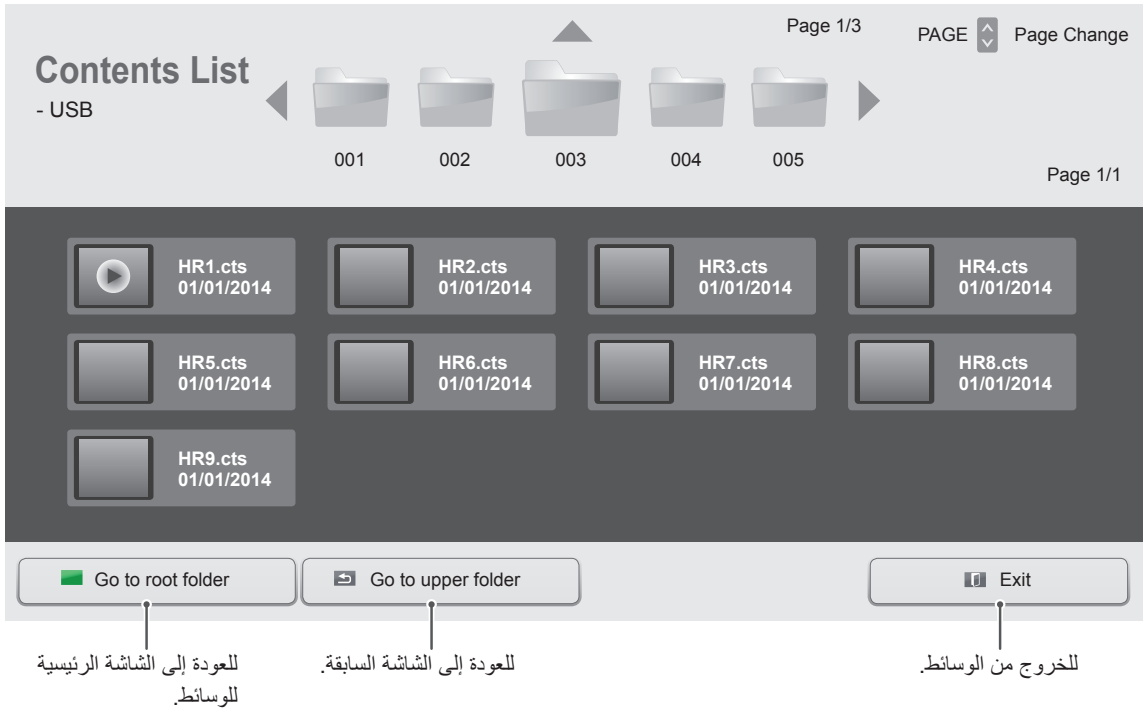 Page 1/3
PAGE Page Change
Contents List
- USB
001 002 003 004 005
Page 1/1
HR1.cts
01/01/2014
HR2.cts
01/01/2014
HR3.cts
01/01/2014
HR4.cts
01/01/2014
HR5.cts
01/01/2014
HR6.cts
01/01/2014
HR7.cts
01/01/2014
HR8.cts
01/01/2014
HR9.cts
01/01/2014
Go to root folder
Go to upper folder
Exit
للعودة إلى الشاشة الرئيسية
للوسائط.
للعودة إلى الشاشة السابقة.
للخروج من الوسائط.